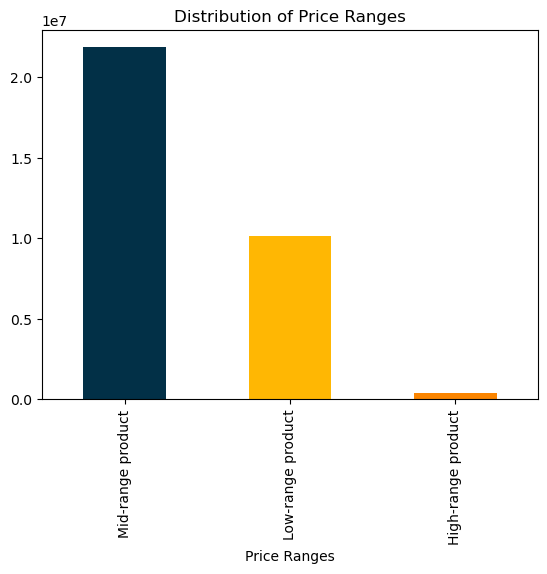 Distribution of Price Ranges
1e7
2.0
1.5
1.0
0.5
0.0
Mid-range product
Low-range product
High-range product
Price Ranges